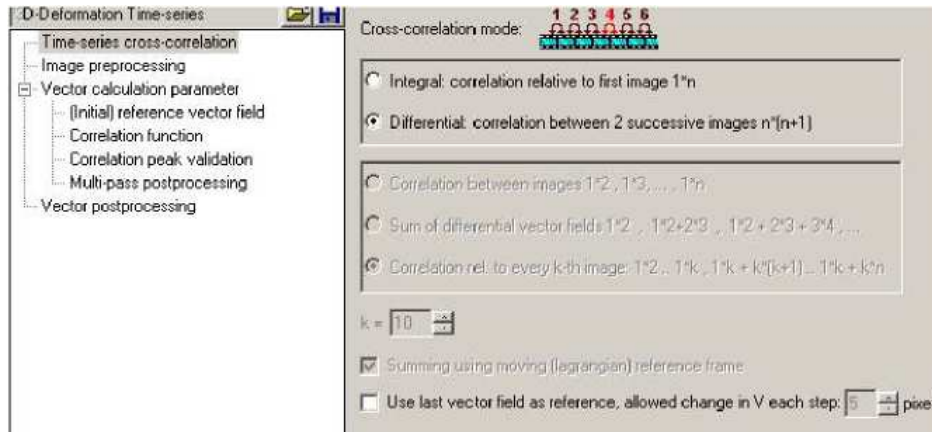 :D-Deformation Time-series
Time-series cross-correlation
Image preprocessing
Vector calculation parameter
(Initial) reference vector field
Correlation function
Correlation peak validation
Multi-pass postprocessing
Vector postprocessing
Cross-correlation mode:
1 2 3 4 5 6
Integral: correlation relative to first image 1*n
Differential: correlation between 2 successive images n*(n+1)
Correlation between images 1*2 , 1*3, ... , 1*n
Sum of differential vector fields 1*2 , 1*2+2*3 , 1*2 + 2*3 + 3*4 , ...
Correlation rel. to every k-th image: 1*2 .. 1*k , 1*k + k*(k+1)... 1*k + k*n
k = 10
Summing using moving (lagrangian) reference frame
Use last vector field as reference, allowed change in V each step: 5 pixe